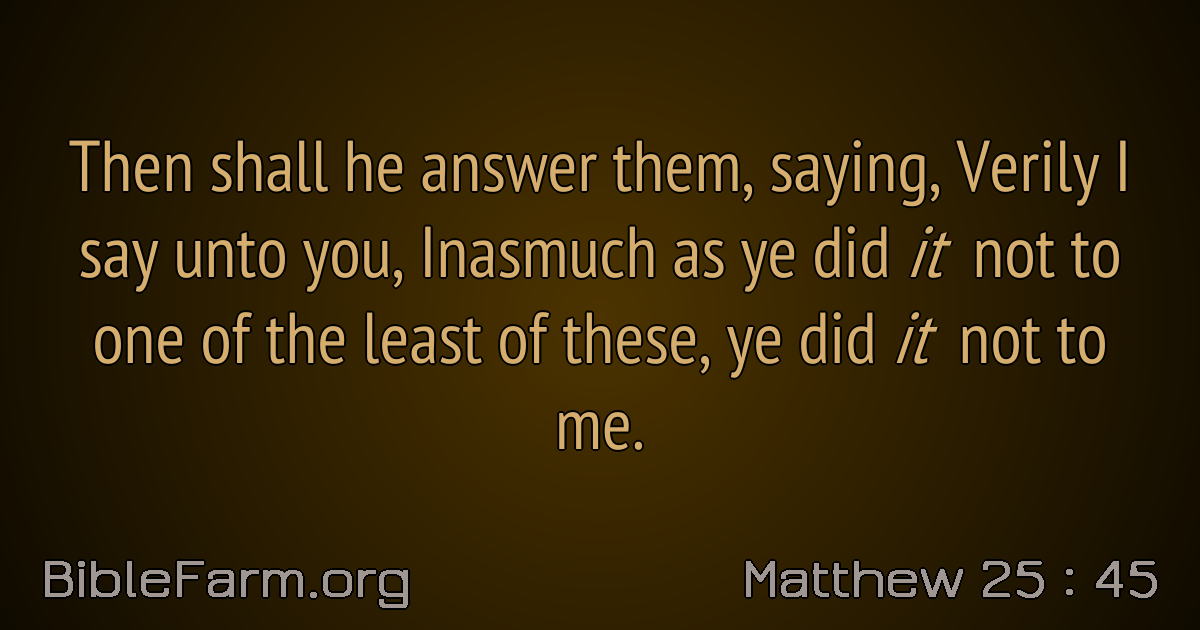 Then shall he answer them, saying, Verily I
say unto you, Inasmuch as ye did it not to
one of the least of these, ye did it not to
me.
BibleFarm.org
Matthew 25 : 45